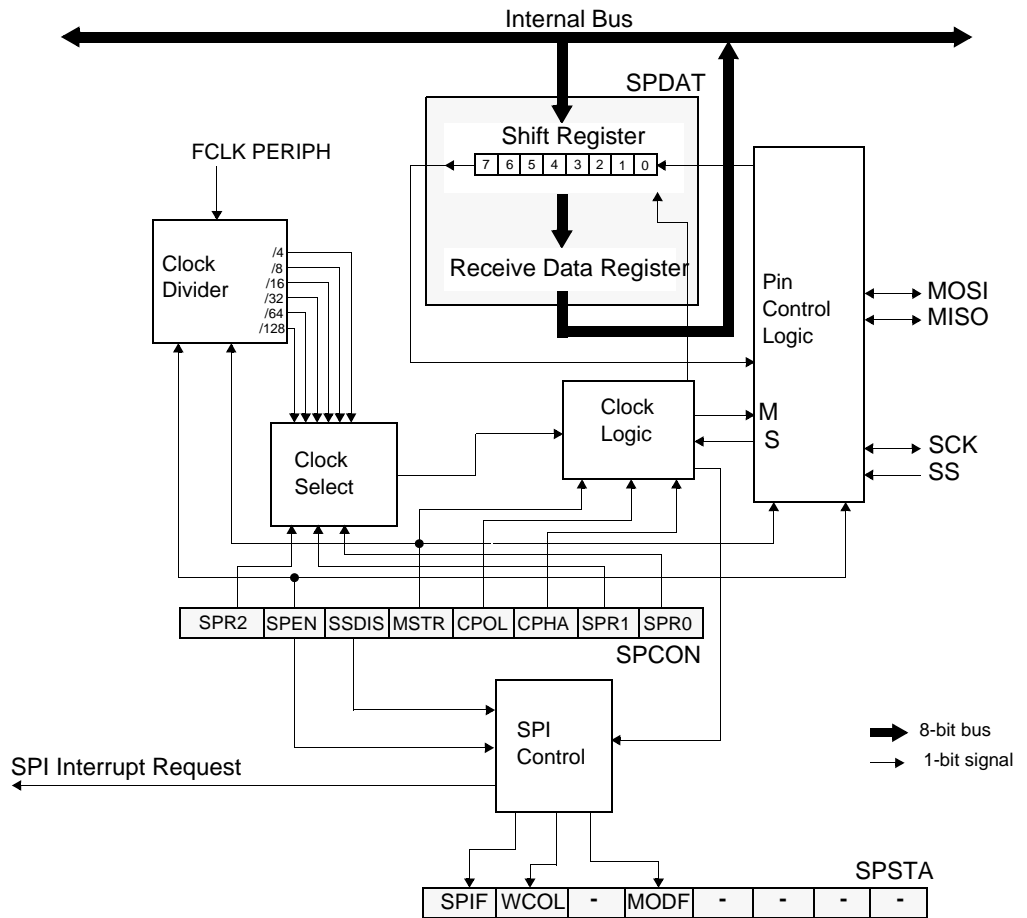 Internal Bus
SPDAT
Shift Register
7 6 5 4 3 2 1 0
FCLK PERIPH
Clock
Divider
/4
/8
/16
/32
/64
/128
Receive Data Register
Pin
Control
Logic
MOSI
MISO
Clock
Logic
M
S
SCK
SS
Clock
Select
SPR2 SPEN SSDIS MSTR CPOL CPHA SPR1 SPR0
SPCON
SPI
Control
8-bit bus
1-bit signal
SPI Interrupt Request
SPSTA
SPIF WCOL - MODF - - - -